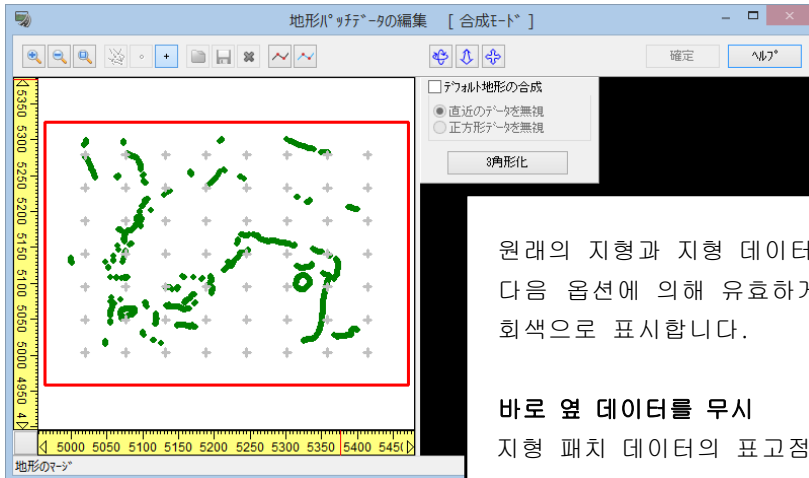 地形ﾊﾟｯﾁﾃﾞｰﾀの編集 [ 合成ﾓｰﾄﾞ ]
確定
ﾍﾙﾌﾟ
ﾃﾞﾌｫﾙﾄ地形の合成
直近のﾃﾞｰﾀを無視
正方形ﾃﾞｰﾀを無視
3角形化
5350
5300
5250
5200
5150
5100
5050
5000
4950
4
5000 5050 5100 5150 5200 5250 5300 5350 5400 545(
地形のﾏｰｼﾞ
원래의 지형과 지형 데이터
다음 옵션에 의해 유효하게
회색으로 표시합니다.
바로 옆 데이터를 무시
지형 패치 데이터의 표고점